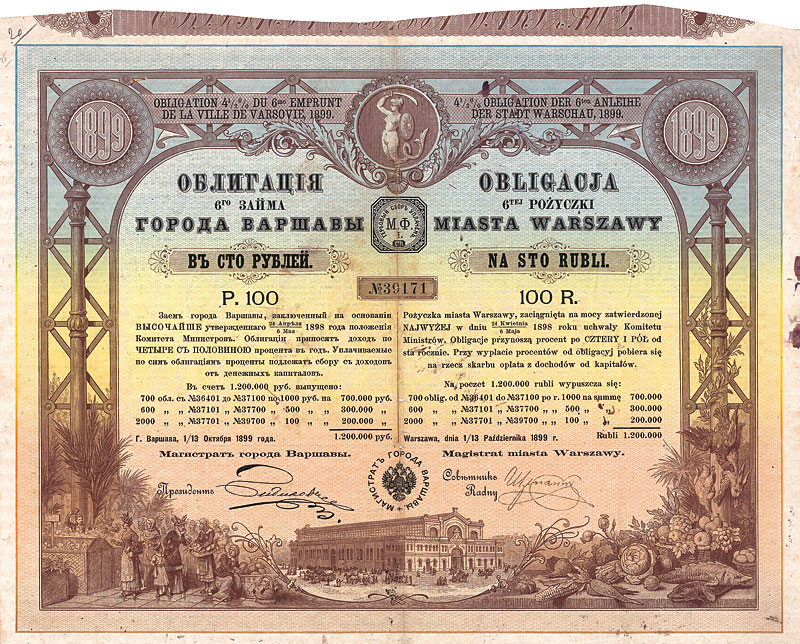 20
1899
OBLIGATION 4½% DU 6me EMPRUNT
DE LA VILLE DE VARSOVIE, 1899.
4½% OBLIGATION DER 6ten ANLEIHE
DER STADT WARSCHAU, 1899.
1899
ОБЛИГАЦІЯ
6го ЗАЙМА
ГОРОДА ВАРШАВЫ
ВЪ СТО РУБЛЕЙ.
Р. 100
М.Ф.
№39171
OBLIGACJA
6TEJ POŻYCZKI
MIASTA WARSZAWY
NA STO RUBLI.
100 R.
Заем города Варшавы, заключенный на основаніи
ВЫСОЧАЙШЕ утвержденнаго 24 Апрѣля / 6 Мая 1898 года положенія
Комитета Министровъ. Облигаціи приносятъ доходъ по
ЧЕТЫРЕ СЪ ПОЛОВИНОЮ процента въ годъ. Уплачиваемые
по симъ облигаціямъ проценты подлежатъ сбору съ доходовъ
отъ денежныхъ капиталовъ.
Въ счетъ 1.200.000 руб. выпущено:
700 обл. съ №36401 до №37100 по 1000 руб. на 700.000 руб.
600 „ „ №37101 „ №37700 „ 500 „ 300.000 „
2000 „ „ №37701 „ №39700 „ 100 „ 200.000 „
1.200.000 руб.
Г. Варшава, 1/13 Октября 1899 года.
Магистратъ города Варшавы.
Президентъ
Pożyczka miasta Warszawy, zaciągnięta na mocy zatwierdzonej
NAJWYŻEJ w dniu 24 Kwietnia / 6 Maja 1898 roku uchwały Komitetu
Ministrów. Obligacje przynoszą procent po CZTERY I PÓŁ od
sta rocznie. Przy wypłacie procentów od obligacyj pobiera się
na rzecz skarbu opłata z dochodów od kapitałów.
Na poczet 1.200.000 rubli wypuszcza się:
700 oblig. od №36401 do №37100 po r. 1000 na summę 700.000
600 „ „ №37101 „ №37700 „ „ 500 „ „ 300.000
2000 „ „ №37701 „ №39700 „ „ 100 „ „ 200.000
Rubli 1.200.000
Warszawa, dnia 1/13 Października 1899 r.
Magistrat miasta Warszawy.
Совѣтникъ
Radny
МАГИСТРАТЪ ГОРОДА ВАРШАВЫ